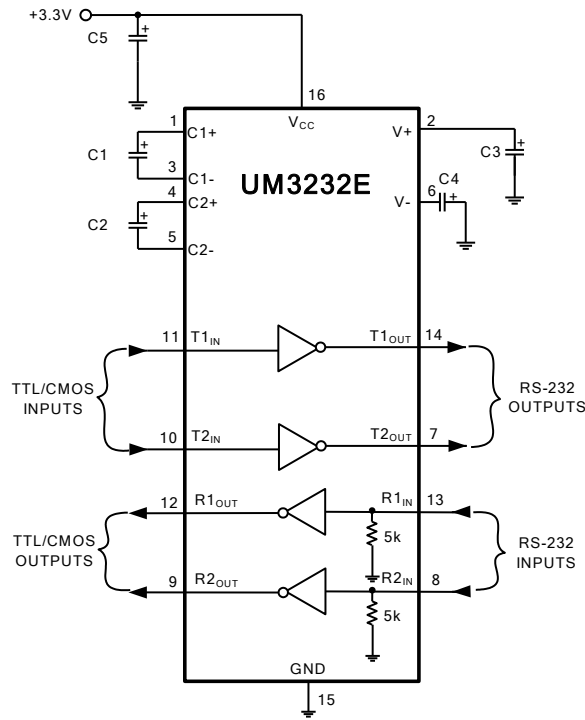 +3.3V
C5
16
VCC
1
C1+
C1
3
C1-
4
C2+
C2
5
C2-
UM3232E
2
V+
C3
6
V-
C4
11
T1IN
T1OUT
14
TTL/CMOS
INPUTS
RS-232
OUTPUTS
10
T2IN
T2OUT
7
12
R1OUT
R1IN
13
5k
TTL/CMOS
OUTPUTS
RS-232
INPUTS
9
R2OUT
R2IN
8
5k
GND
15